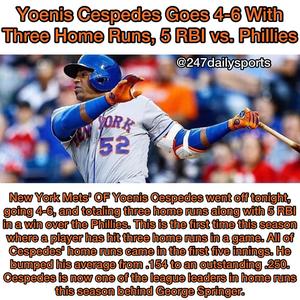 Yoenis Cespedes Goes 4-6 With
Three Home Runs, 5 RBI vs. Phillies
@247dailysports
YORK
52
New York Mets' OF Yoenis Cespedes went off tonight,
going 4-6, and totaling three home runs along with 5 RBI
in a win over the Phillies. This is the first time this season
where a player has hit three home runs in a game. All of
Cespedes' home runs came in the first five innings. He
bumped his average from .154 to an outstanding .250.
Cespedes is now one of the league leaders in home runs
this season behind George Springer.